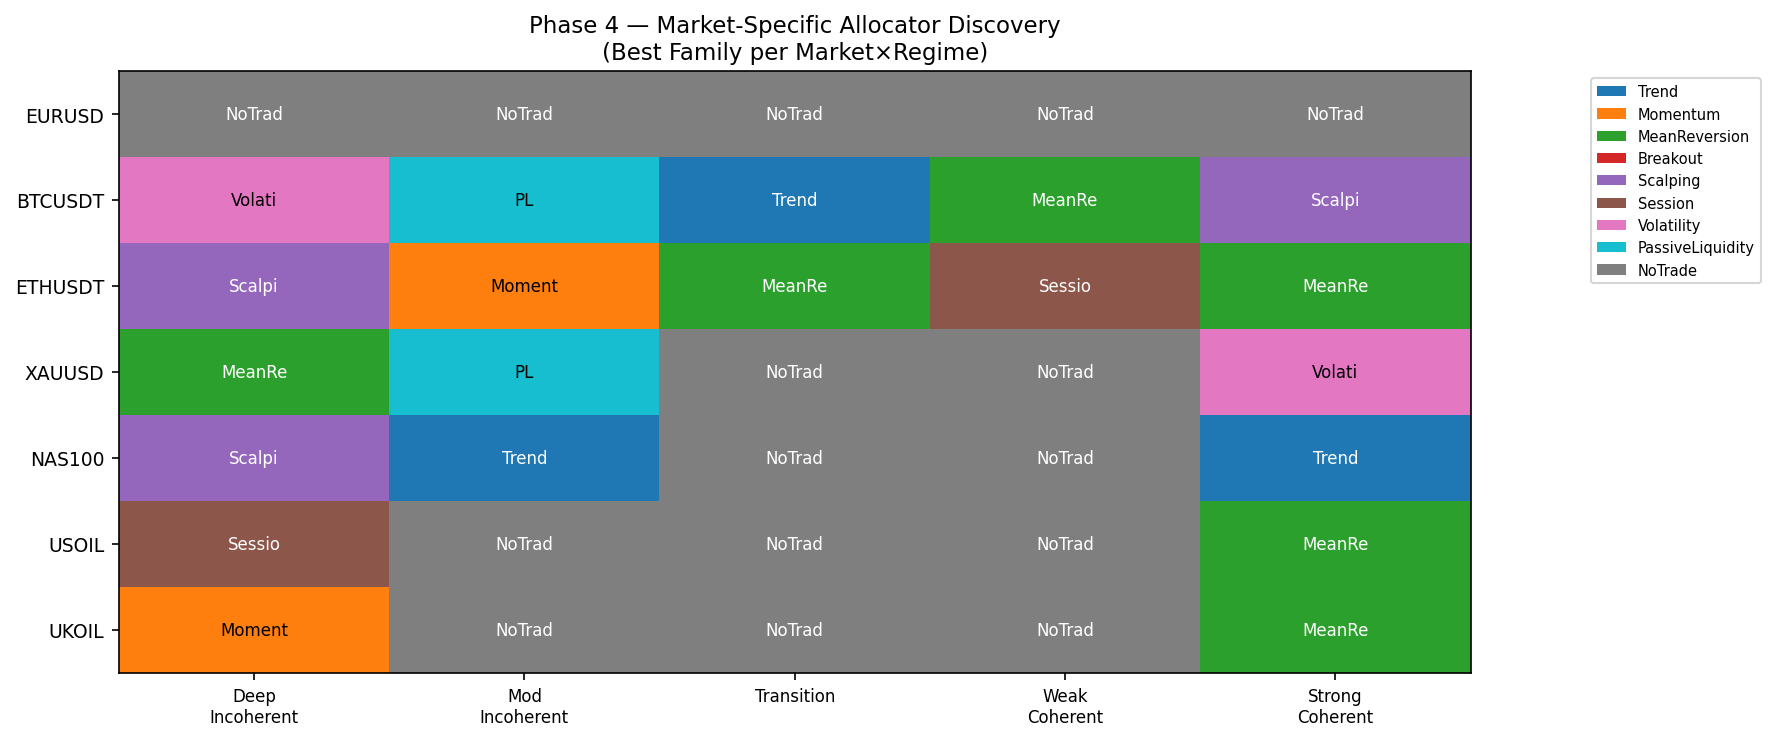 Phase 4 — Market-Specific Allocator Discovery
(Best Family per Market×Regime)
EURUSD NoTrad NoTrad NoTrad NoTrad NoTrad
BTCUSDT Volati PL Trend MeanRe Scalpi
ETHUSDT Scalpi Moment MeanRe Sessio MeanRe
XAUUSD MeanRe PL NoTrad NoTrad Volati
NAS100 Scalpi Trend NoTrad NoTrad Trend
USOIL Sessio NoTrad NoTrad NoTrad MeanRe
UKOIL Moment NoTrad NoTrad NoTrad MeanRe
Deep Mod Transition Weak Strong
Incoherent Incoherent Coherent Coherent
Trend
Momentum
MeanReversion
Breakout
Scalping
Session
Volatility
PassiveLiquidity
NoTrade